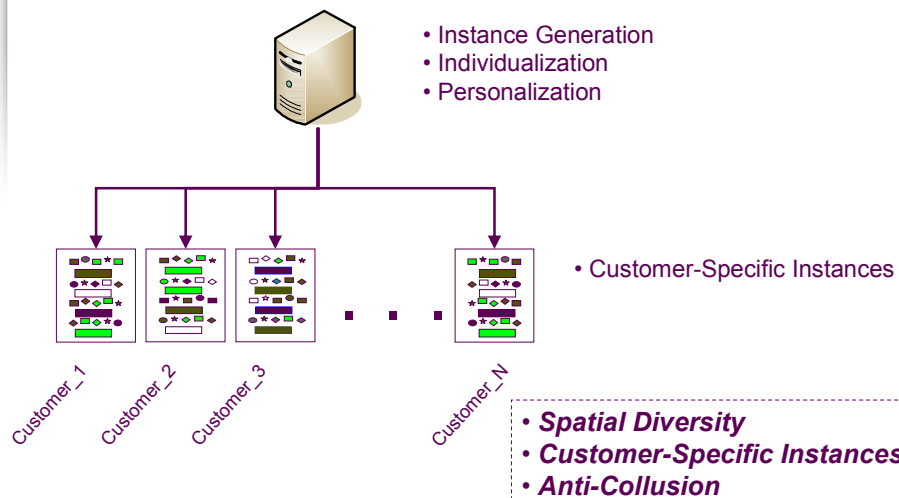 • Instance Generation
• Individualization
• Personalization
• Customer-Specific Instances
Customer_1
Customer_2
Customer_3
Customer_N
• Spatial Diversity
• Customer-Specific Instances
• Anti-Collusion